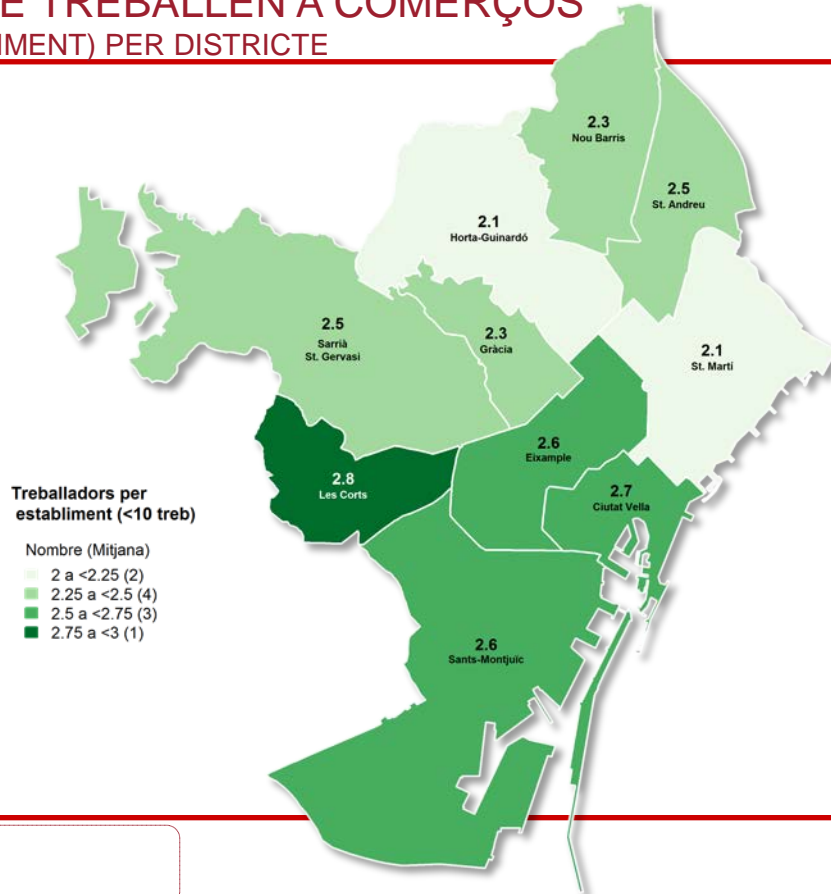 E TREBALLEN A COMERÇOS
IMENT) PER DISTRICTE
2.3
Nou Barris
2.5
St. Andreu
2.1
Horta-Guinardó
2.5
Sarrià
St. Gervasi
2.3
Gràcia
2.1
St. Martí
2.6
Eixample
2.8
Les Corts
2.7
Ciutat Vella
2.6
Sants-Montjuïc
Treballadors per
establiment (<10 treb)
Nombre (Mitjana)
2 a <2.25 (2)
2.25 a <2.5 (4)
2.5 a <2.75 (3)
2.75 a <3 (1)